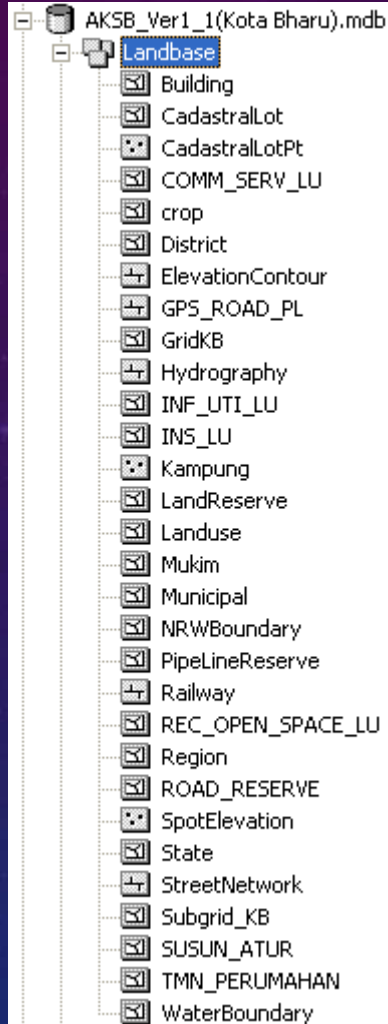 AKSB_Ver1_1(Kota Bharu).mdb
Landbase
Building
CadastralLot
CadastralLotPt
COMM_SERV_LU
crop
District
ElevationContour
GPS_ROAD_PL
GridKB
Hydrography
INF_UTI_LU
INS_LU
Kampung
LandReserve
Landuse
Mukim
Municipal
NRWBoundary
PipeLineReserve
Railway
REC_OPEN_SPACE_LU
Region
ROAD_RESERVE
SpotElevation
State
StreetNetwork
Subgrid_KB
SUSUN_ATUR
TMN_PERUMAHAN
WaterBoundary